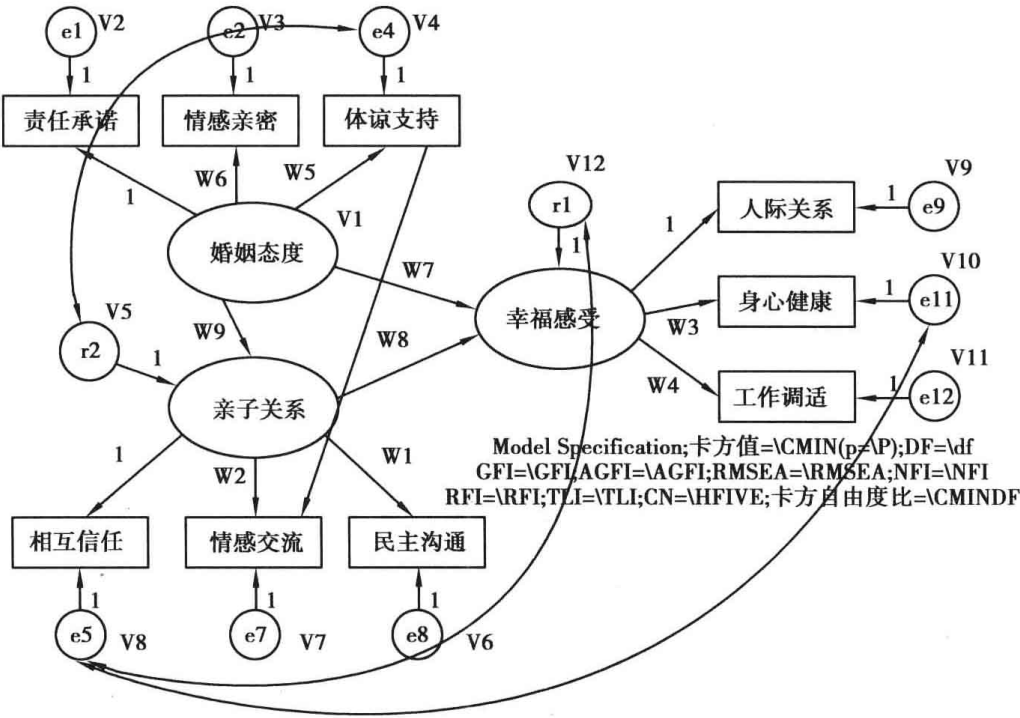 e1 V2 e2 V3 e4 V4
1 1 1
责任承诺 情感亲密 体谅支持
1 W6 W5
V12 V9
r1 1 人际关系 1 e9
V1
婚姻态度 W7 1
V10
幸福感受 W3 身心健康 1 e11
V5 W9 W8
r2 1 W4 V11
亲子关系 工作调适 1 e12
Model Specification;卡方值=\CMIN(p=\P);DF=\df
GFI=\GFI;AGFI=\AGFI;RMSEA=\RMSEA;NFI=\NFI
RFI=\RFI;TLI=\TLI;CN=\HFIVE;卡方自由度比=\CMINDF
1 W2 W1
相互信任 情感交流 民主沟通
1 1 1
e5 V8 e7 V7 e8 V6